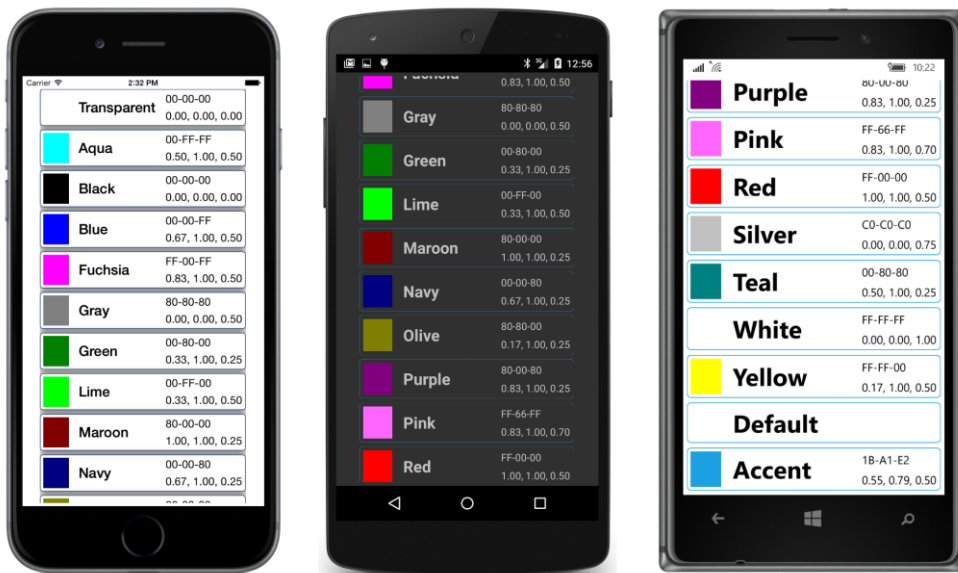 Carrier 2:32 PM
Transparent 00-00-00
0.00, 0.00, 0.00
Aqua 00-FF-FF
0.50, 1.00, 0.50
Black 00-00-00
0.00, 0.00, 0.00
Blue 00-00-FF
0.67, 1.00, 0.50
Fuchsia FF-00-FF
0.83, 1.00, 0.50
Gray 80-80-80
0.00, 0.00, 0.50
Green 00-80-00
0.33, 1.00, 0.25
Lime 00-FF-00
0.33, 1.00, 0.50
Maroon 80-00-00
1.00, 1.00, 0.25
Navy 00-00-80
0.67, 1.00, 0.25
12:56
Fuchsia
0.83, 1.00, 0.50
Gray 80-80-80
0.00, 0.00, 0.50
Green 00-80-00
0.33, 1.00, 0.25
Lime 00-FF-00
0.33, 1.00, 0.50
Maroon 80-00-00
1.00, 1.00, 0.25
Navy 00-00-80
0.67, 1.00, 0.25
Olive 80-80-00
0.17, 1.00, 0.25
Purple 80-00-80
0.83, 1.00, 0.25
Pink FF-66-FF
0.83, 1.00, 0.70
Red FF-00-00
1.00, 1.00, 0.50
10:22
Purple 80-00-80
0.83, 1.00, 0.25
Pink FF-66-FF
0.83, 1.00, 0.70
Red FF-00-00
1.00, 1.00, 0.50
Silver C0-C0-C0
0.00, 0.00, 0.75
Teal 00-80-80
0.50, 1.00, 0.25
White FF-FF-FF
0.00, 0.00, 1.00
Yellow FF-FF-00
0.17, 1.00, 0.50
Default
Accent 1B-A1-E2
0.55, 0.79, 0.50